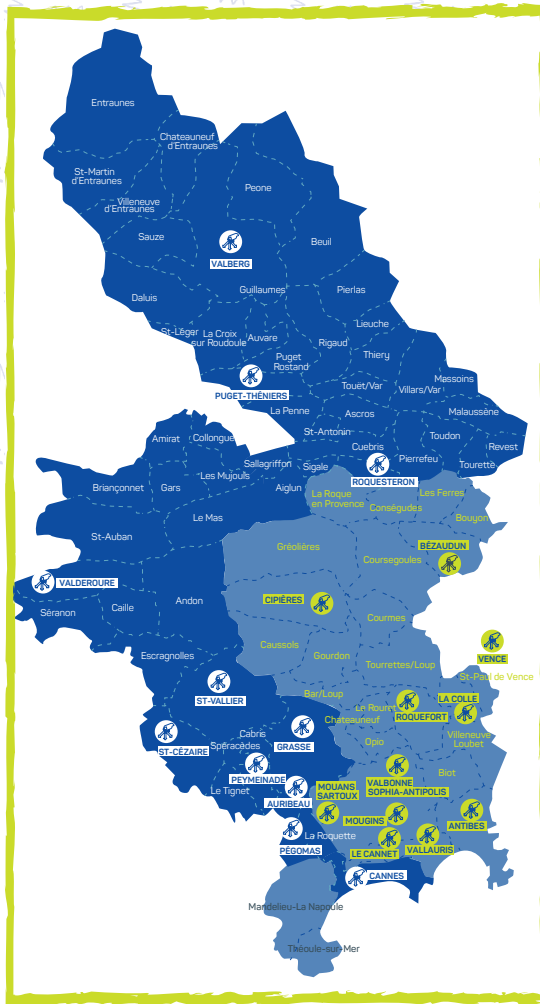 Entraunes
Chateauneuf
d'Entraunes
St-Martin
d'Entraunes
Peone
Villeneuve
d'Entraunes
Sauze
Beuil
VALBERG
Daluis
Guillaumes
Pierlas
Lieuche
St-Léger
La Croix
sur Roudoule
Auvare
Rigaud
Puget
Rostand
Thiery
PUGET-THÉNIERS
Touët/Var
Villars/Var
Massoins
La Penne
Ascros
Malaussène
Amirat
Collongue
St-Antonin
Toudon
Cuebris
Revest
Sallagriffon
Sigale
Pierrefeu
Tourette
Les Mujouls
ROQUESTERON
Briançonnet
Gars
Aiglun
La Roque
en Provence
Les Ferres
Conségudes
Le Mas
Bouyon
St-Auban
Gréolières
BÉZAUDUN
Coursegoules
VALDEROURE
Séranon
Caille
Andon
CIPIÈRES
Courmes
Caussols
Escragnolles
Gourdon
Tourrettes/Loup
VENCE
St-Paul de Vence
ST-VALLIER
Bar/Loup
LA COLLE
Le Rouret
Chateauneuf
ROQUEFORT
Cabris
Spéracèdes
GRASSE
ST-CÉZAIRE
Opio
Villeneuve
Loubet
PEYMEINADE
Biot
Le Tignet
VALBONNE
SOPHIA-ANTIPOLIS
AURIBEAU
MOUANS
SARTOUX
MOUGINS
ANTIBES
La Roquette
PÉGOMAS
LE CANNET
VALLAURIS
CANNES
Mandelieu-La Napoule
Théoule-sur-Mer